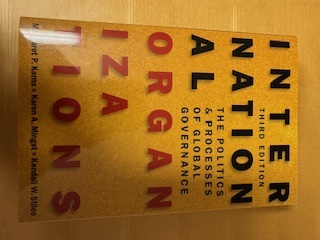 INTER
THIRD EDITION
NATION
AL
THE POLITICS
& PROCESSES
OF GLOBAL
GOVERNANCE
ORGAN
IZA
TIONS
P. Karns • Karen A. Mingst • Kendall W. Stiles